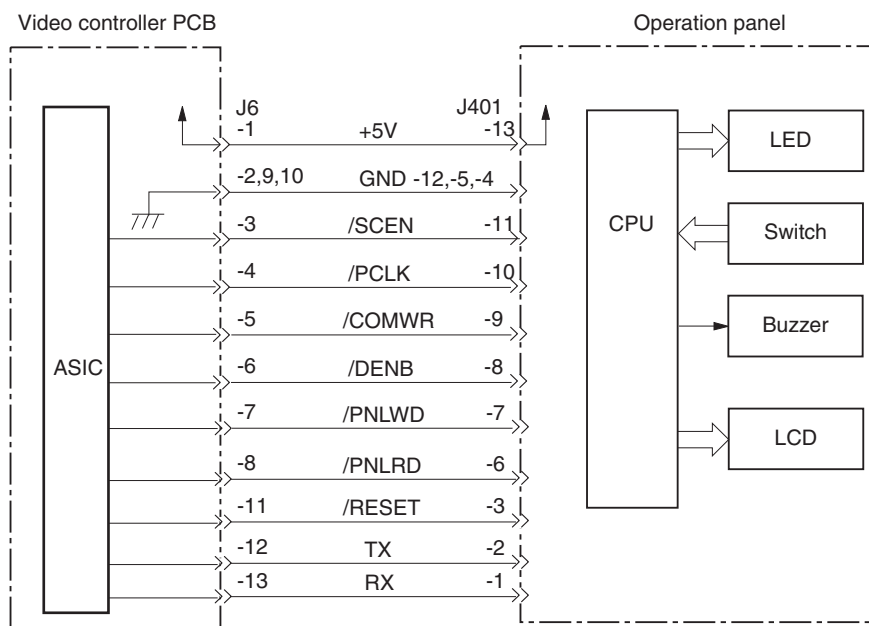 Video controller PCB
Operation panel
J6
J401
-1 +5V -13
-2,9,10 GND -12,-5,-4
-3 /SCEN -11
-4 /PCLK -10
-5 /COMWR -9
-6 /DENB -8
-7 /PNLWD -7
-8 /PNLRD -6
-11 /RESET -3
-12 TX -2
-13 RX -1
ASIC
CPU
LED
Switch
Buzzer
LCD